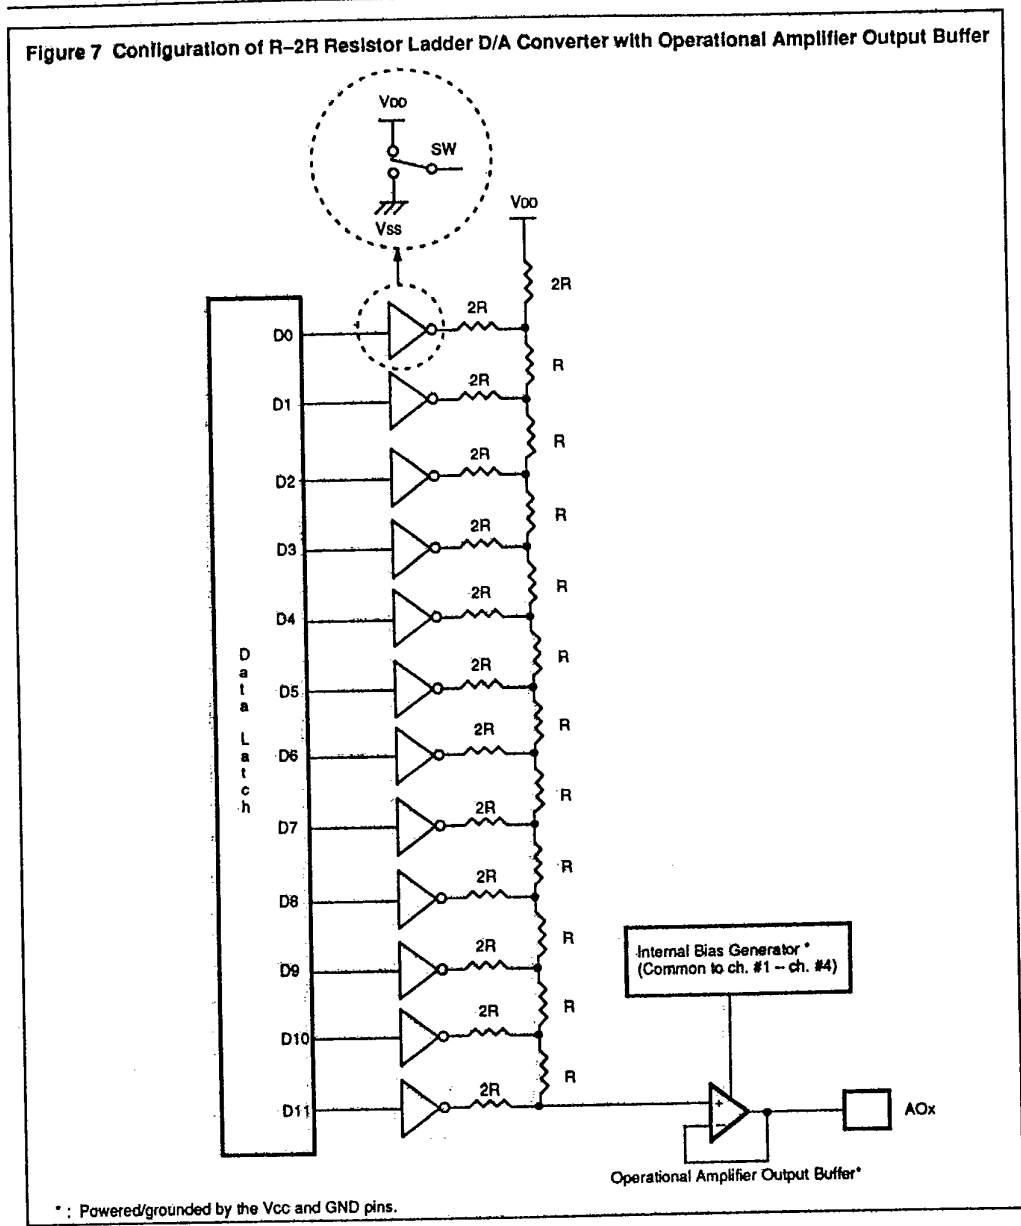 Figure 7 Configuration of R–2R Resistor Ladder D/A Converter with Operational Amplifier Output Buffer
VDD
SW
VSS
VDD
2R
D0
2R
R
D1
2R
R
D2
2R
R
D3
2R
R
D4
2R
R
D5
2R
R
D6
2R
R
D7
2R
R
D8
2R
R
D9
2R
R
D10
2R
R
D11
2R
Data Latch
Internal Bias Generator *
(Common to ch. #1 – ch. #4)
+
−
AOx
Operational Amplifier Output Buffer*
* : Powered/grounded by the Vcc and GND pins.